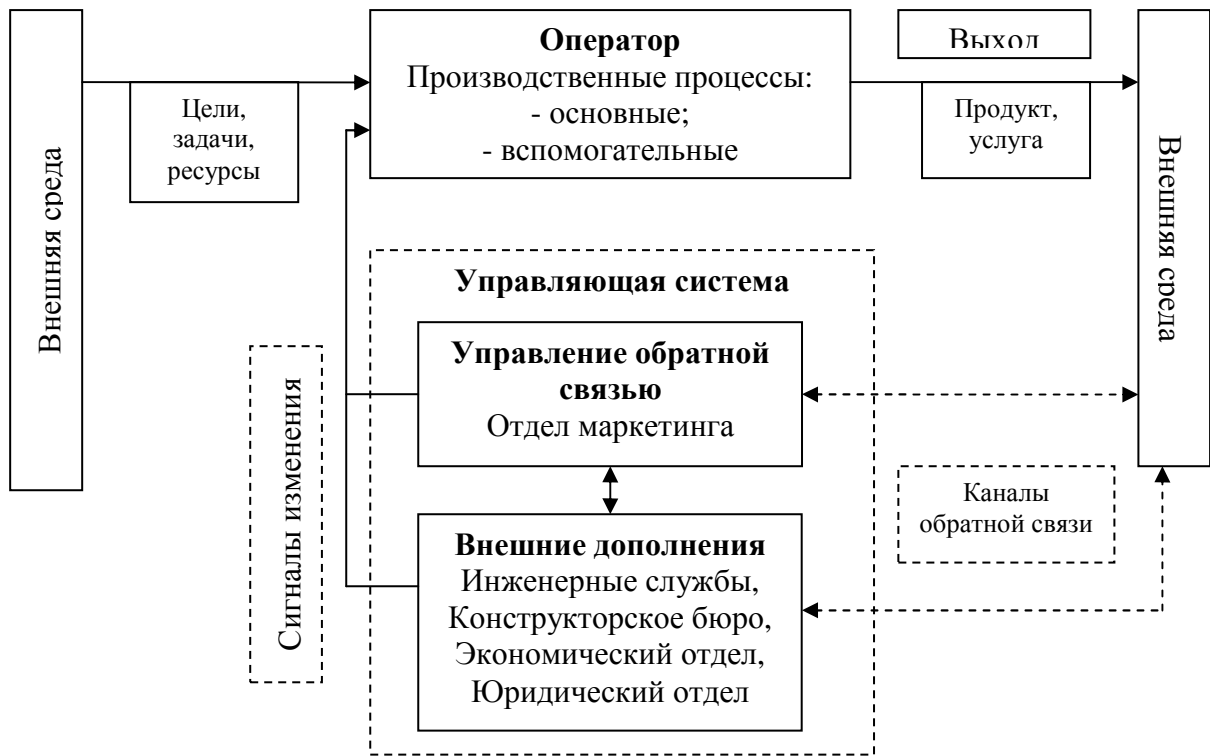 Внешняя среда
Цели,
задачи,
ресурсы
Оператор
Производственные процессы:
- основные;
- вспомогательные
Выход
Продукт,
услуга
Внешняя среда
Сигналы изменения
Управляющая система
Управление обратной
связью
Отдел маркетинга
Внешние дополнения
Инженерные службы,
Конструкторское бюро,
Экономический отдел,
Юридический отдел
Каналы
обратной связи